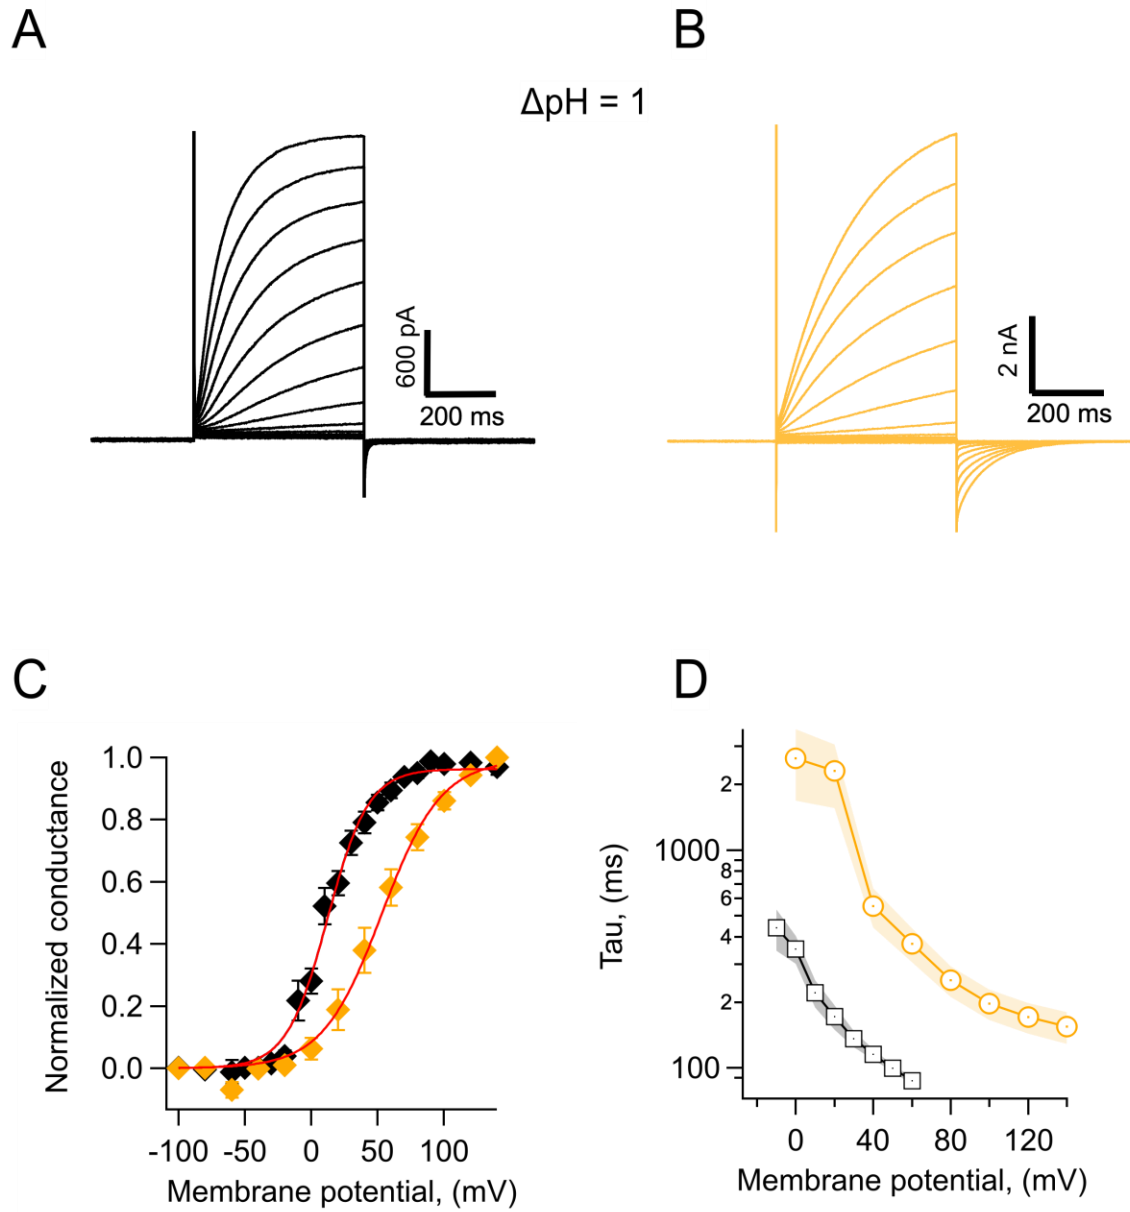 A
B
ΔpH = 1
600 pA
200 ms
2 nA
200 ms
C
D
Normalized conductance
1.0
0.8
0.6
0.4
0.2
0.0
-100
-50
0
50
100
Membrane potential, (mV)
Tau, (ms)
2
1000
8
6
4
2
100
0
40
80
120
Membrane potential, (mV)